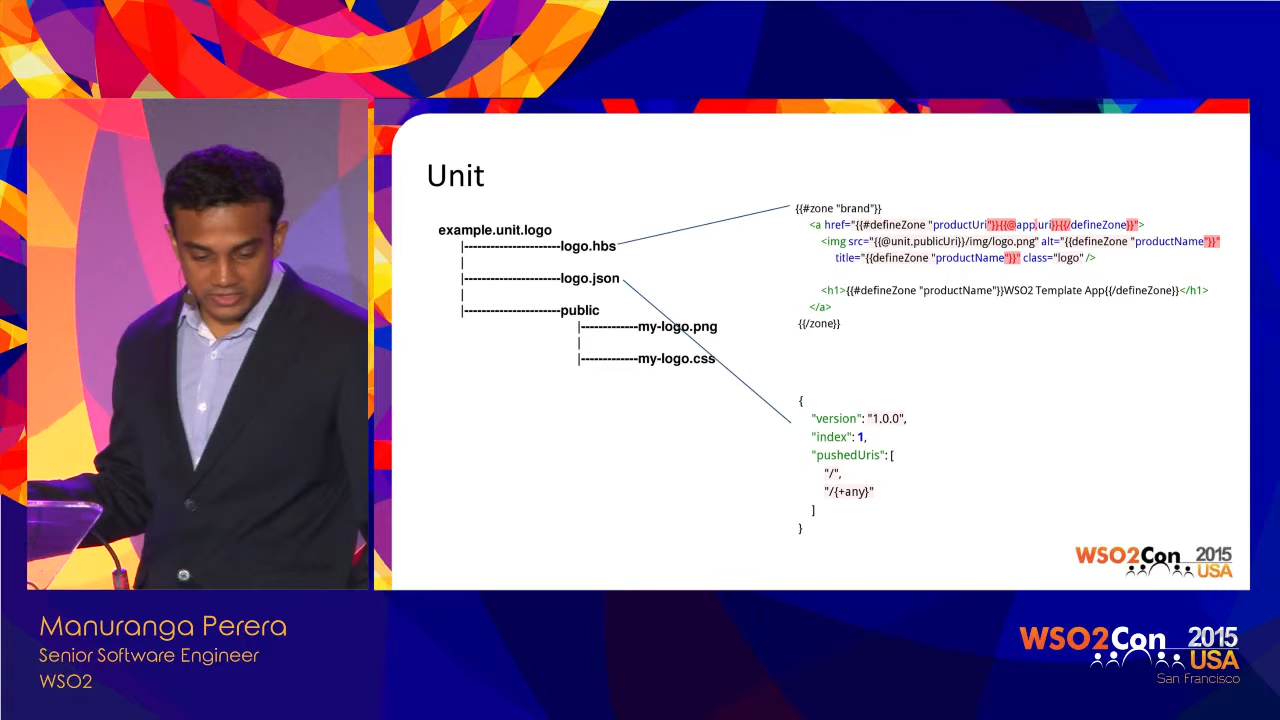 Unit
example.unit.logo
|----------------------logo.hbs
|
|----------------------logo.json
|
|----------------------public
|-------------my-logo.png
|
|-------------my-logo.css
{{#zone "brand"}}
<a href="{{#defineZone "productUri"}}{{@app.uri}}{{/defineZone}}">
<img src="{{@unit.publicUri}}/img/logo.png" alt="{{defineZone "productName"}}"
title="{{defineZone "productName"}}" class="logo" />
<h1>{{#defineZone "productName"}}WSO2 Template App{{/defineZone}}</h1>
</a>
{{/zone}}
{
"version": "1.0.0",
"index": 1,
"pushedUris": [
"/",
"/{+any}"
]
}
WSO2Con 2015
USA
Manuranga Perera
Senior Software Engineer
WSO2
WSO2Con 2015
USA
San Francisco